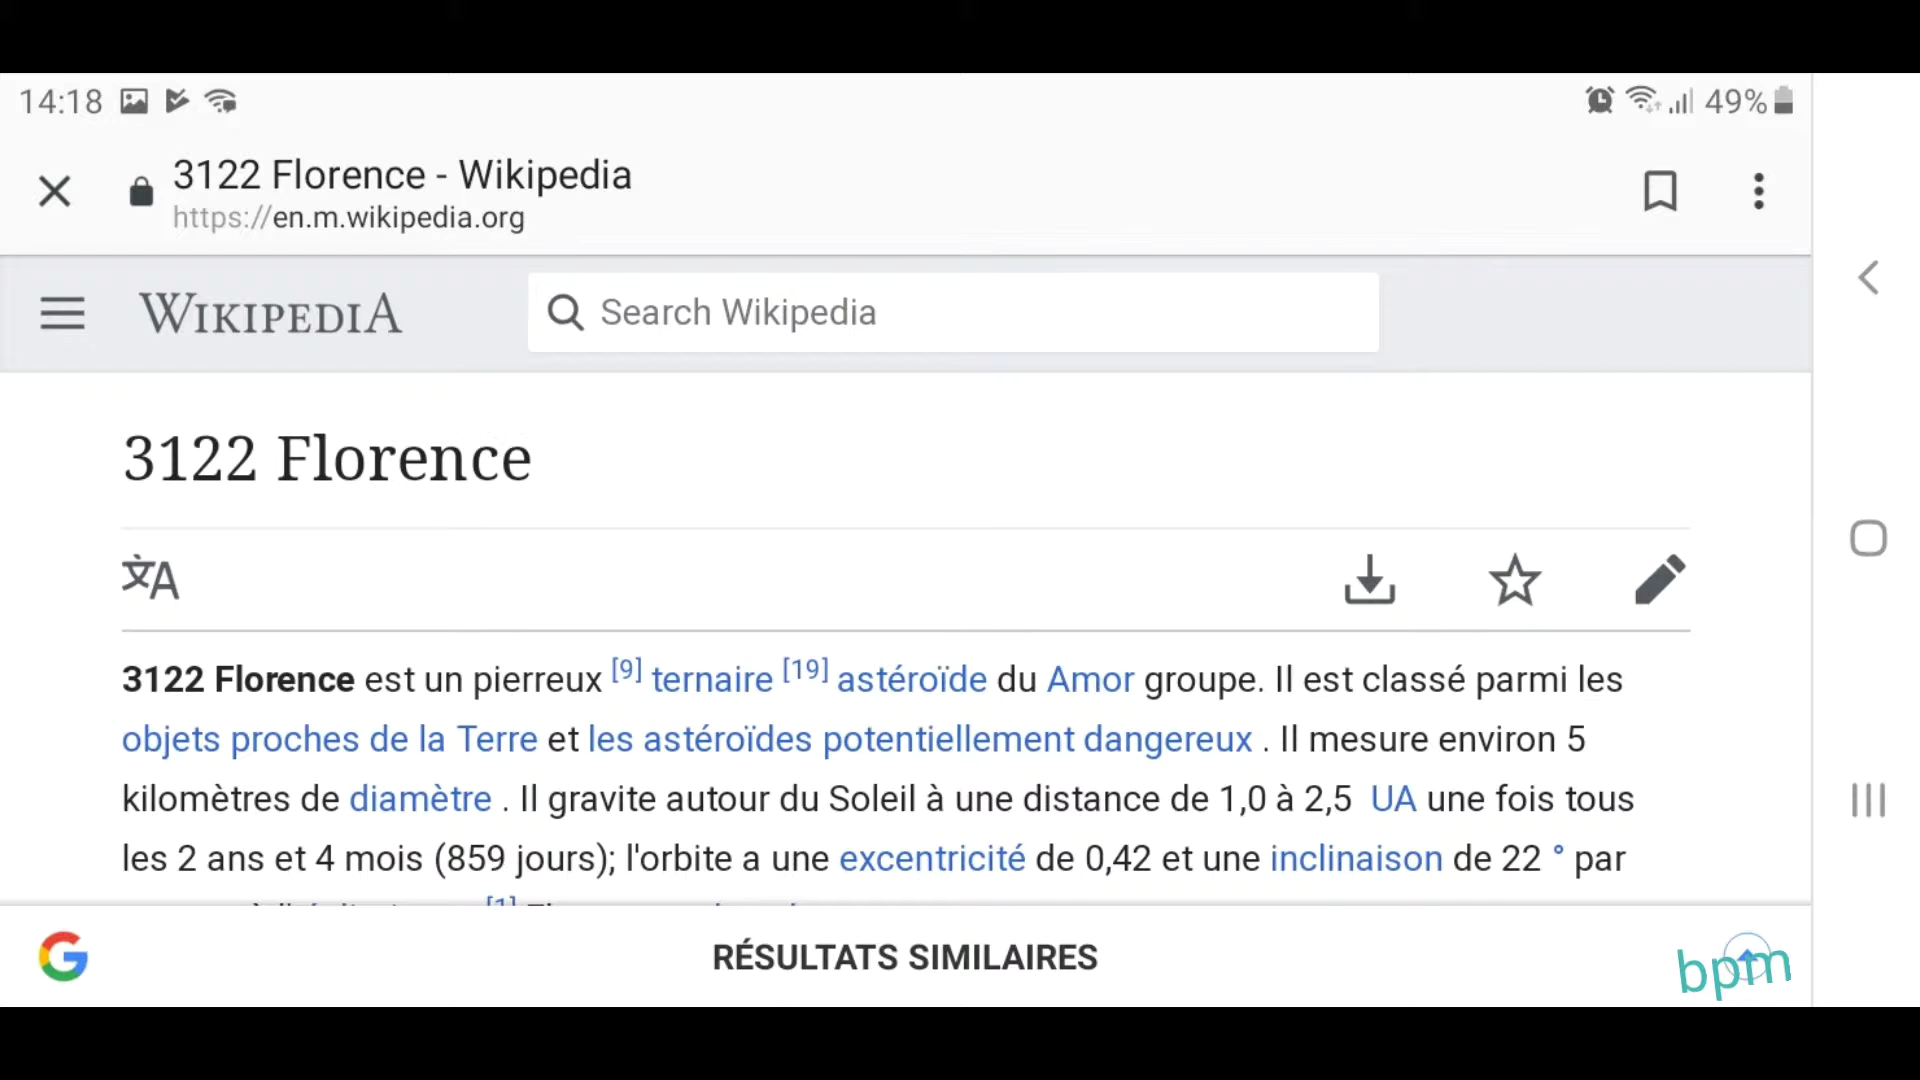 14:18
49%
3122 Florence - Wikipedia
https://en.m.wikipedia.org
WIKIPEDIA
Search Wikipedia
3122 Florence
文A
3122 Florence est un pierreux [9] ternaire [19] astéroïde du Amor groupe. Il est classé parmi les
objets proches de la Terre et les astéroïdes potentiellement dangereux . Il mesure environ 5
kilomètres de diamètre . Il gravite autour du Soleil à une distance de 1,0 à 2,5 UA une fois tous
les 2 ans et 4 mois (859 jours); l'orbite a une excentricité de 0,42 et une inclinaison de 22 ° par
[1]
RÉSULTATS SIMILAIRES
bpm